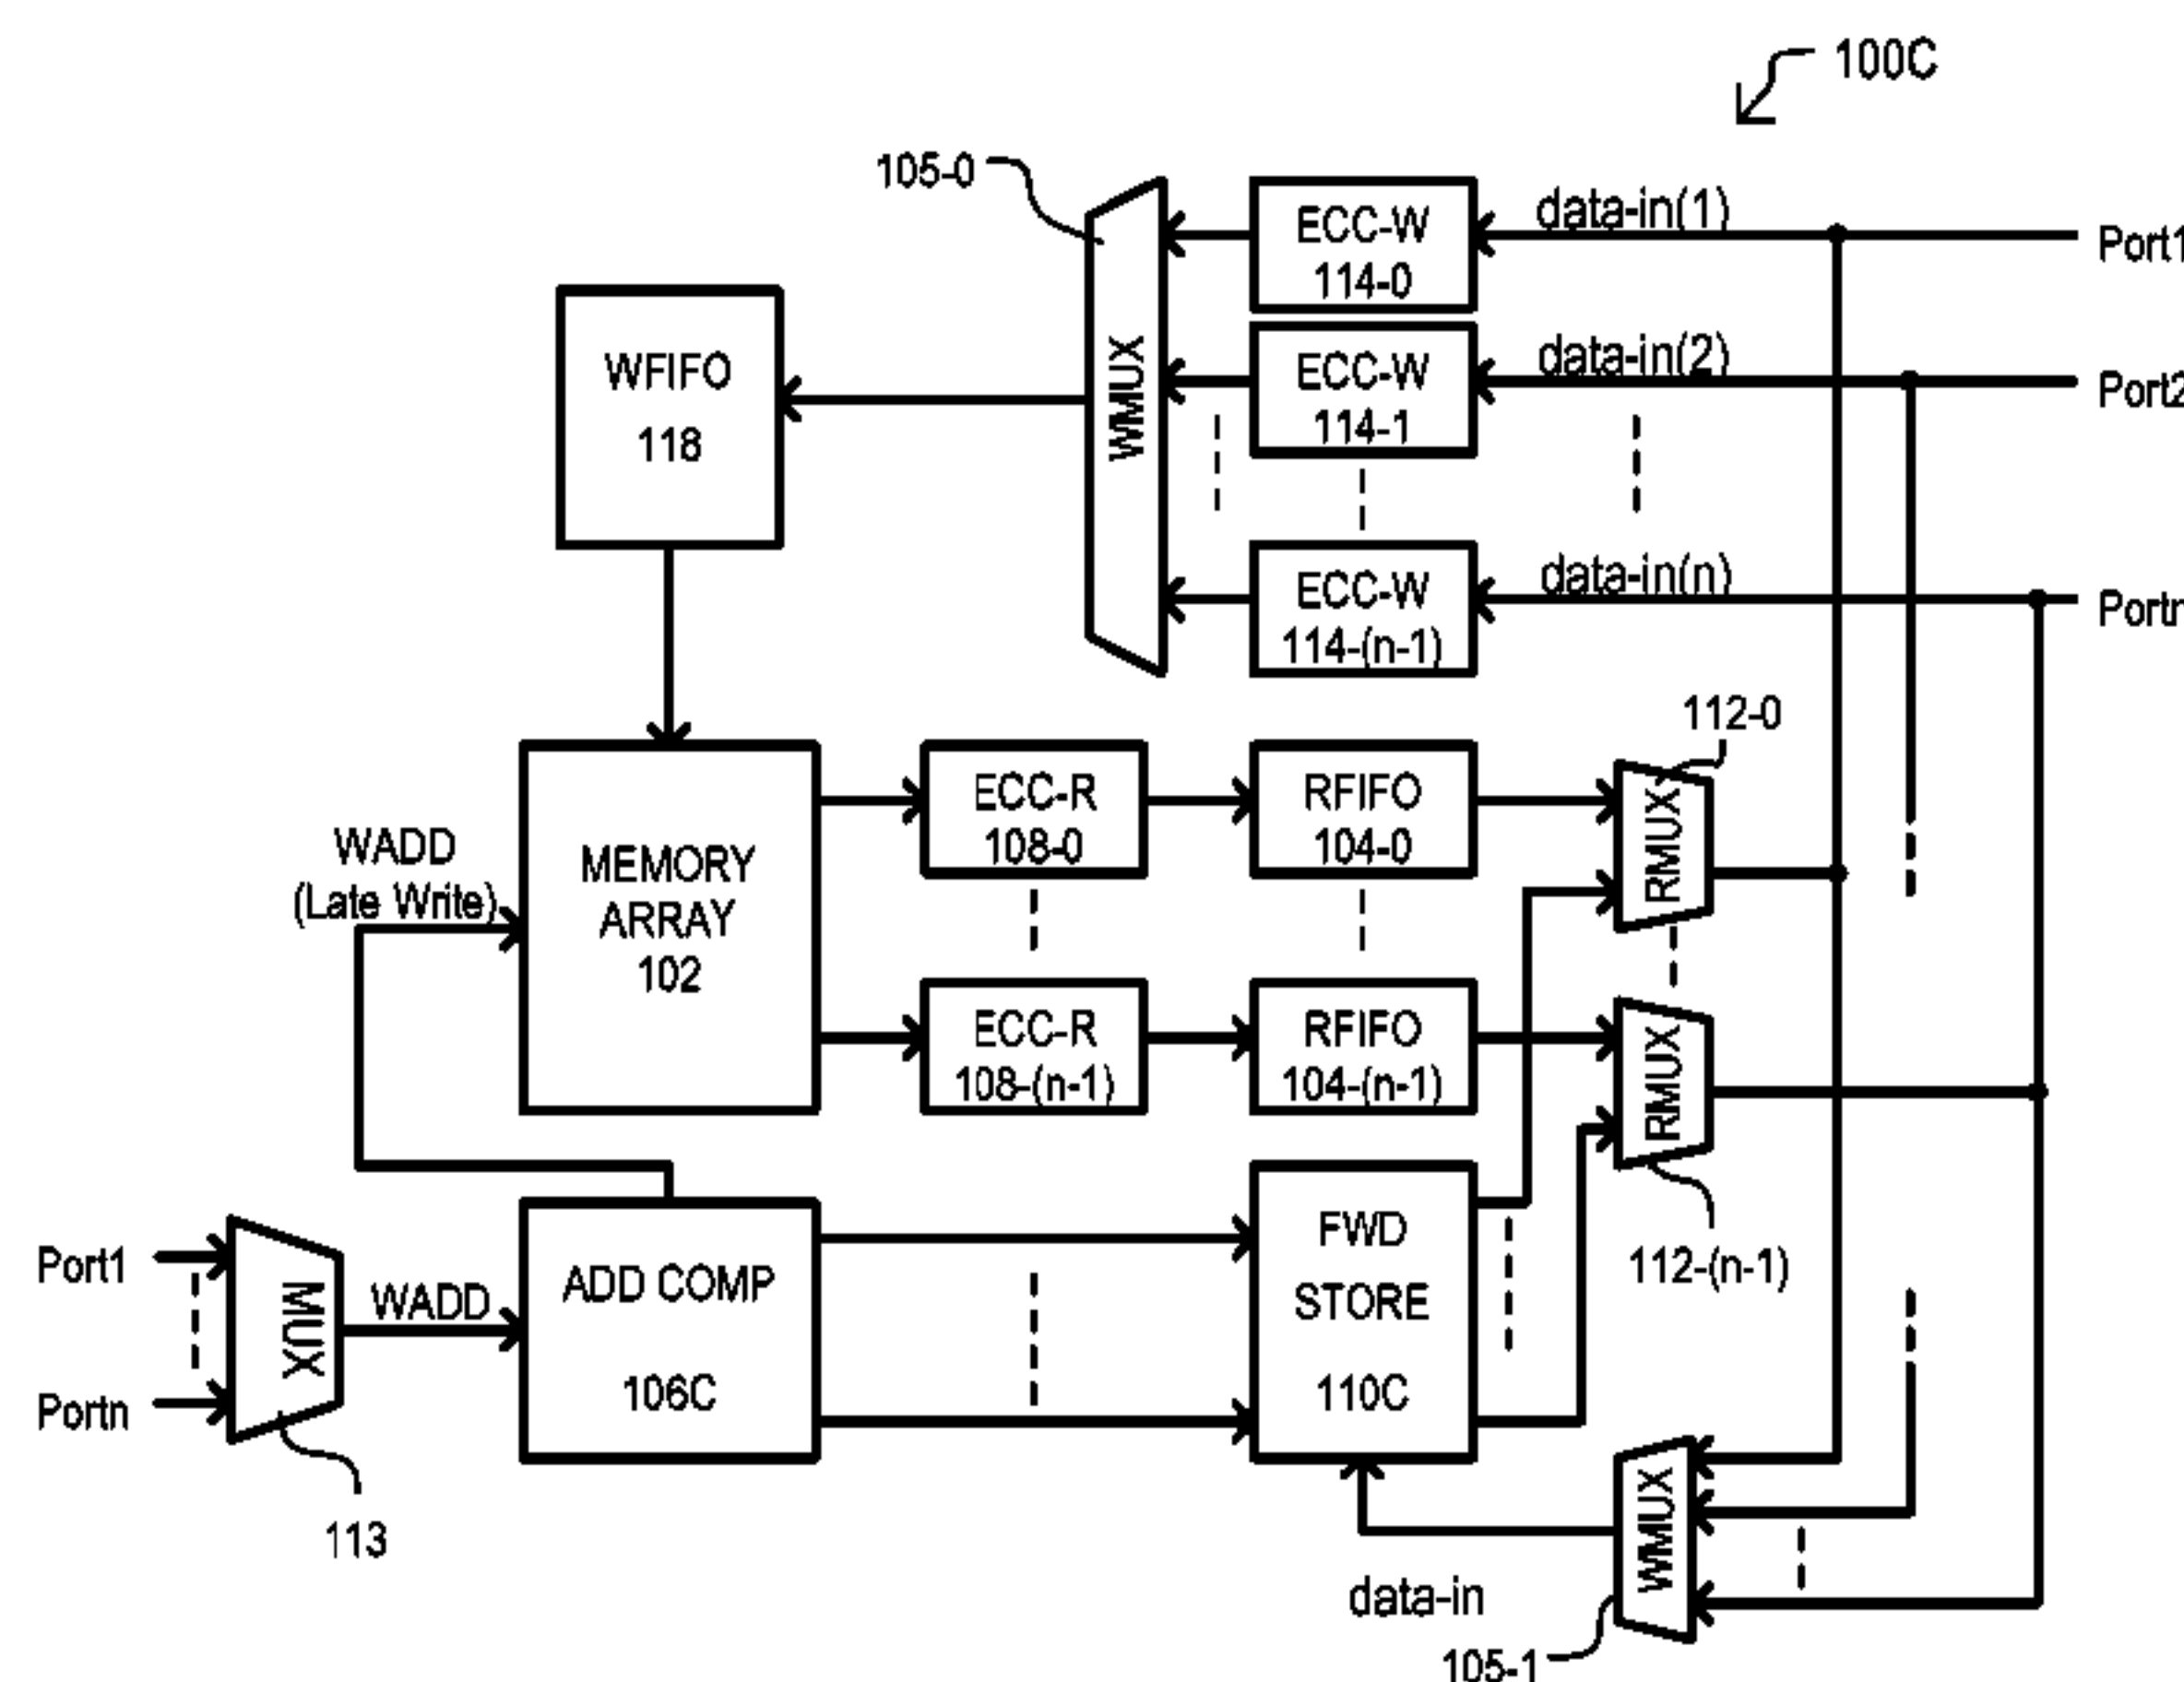 100C
105-0
ECC-W
114-0
data-in(1)
Port1
WFIFO
118
WMUX
ECC-W
114-1
data-in(2)
Port2
ECC-W
114-(n-1)
data-in(n)
Portn
112-0
WADD
(Late Write)
MEMORY
ARRAY
102
ECC-R
108-0
RFIFO
104-0
RMUX
ECC-R
108-(n-1)
RFIFO
104-(n-1)
RMUX
112-(n-1)
Port1
Portn
MUX
113
WADD
ADD COMP
106C
FWD
STORE
110C
WMUX
data-in
105-1